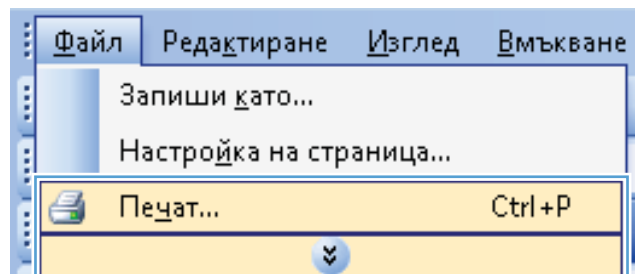 Файл Редактиране Изглед Вмъкване
Запиши като...
Настройка на страница...
Печат... Ctrl+P